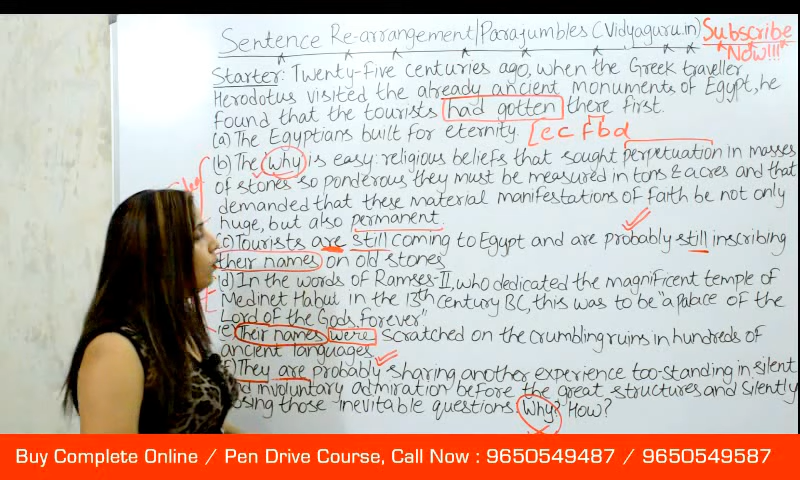 Sentence Re-arrangement/Parajumbles (Vidyaguru.in) Subscribe
Now!!!
Starter: Twenty-Five centuries ago, when the Greek traveller
Herodotus visited the already ancient monuments of Egypt, he
found that the tourists had gotten there first.
(a) The Egyptians built for eternity. [e c f b d
(b) The why is easy: religious beliefs that sought perpetuation in masses
of stones so ponderous they must be measured in tons & acres and that
demanded that these material manifestations of faith be not only
huge, but also permanent.
(c) Tourists are still coming to Egypt and are probably still inscribing
their names on old stones
(d) In the words of Ramses-II, who dedicated the magnificent temple of
Medinet Habut in the 13th Century BC, this was to be "a palace of the
Lord of the Gods forever"
(e) Their names were scratched on the crumbling ruins in hundreds of
ancient languages
(f) They are probably sharing another experience too-standing in silent
and involuntary admiration before the great structures and silently
posing those inevitable questions: Why? How?
Buy Complete Online / Pen Drive Course, Call Now : 9650549487 / 9650549587